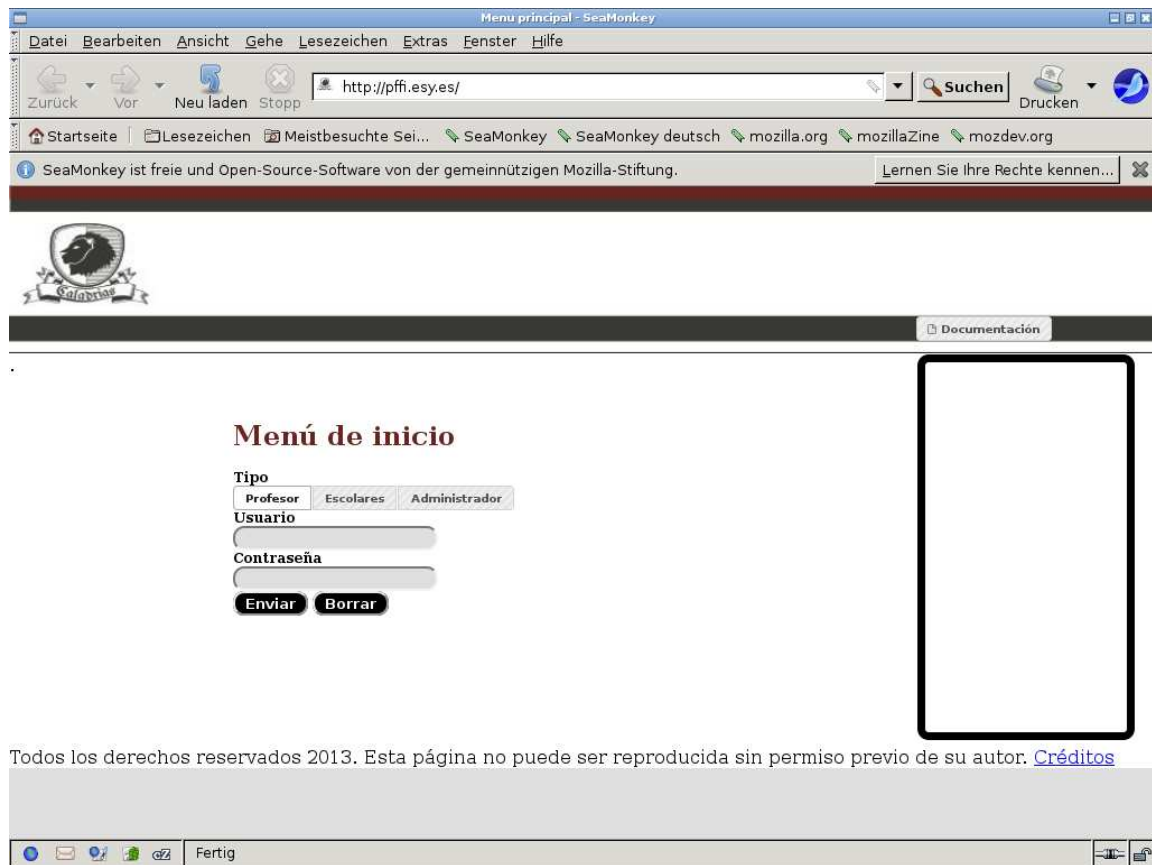 Menu principal - SeaMonkey
Datei Bearbeiten Ansicht Gehe Lesezeichen Extras Fenster Hilfe
Zurück Vor Neu laden Stopp http://pffi.esy.es/ Suchen Drucken
Startseite Lesezeichen Meistbesuchte Sei... SeaMonkey SeaMonkey deutsch mozilla.org mozillaZine mozdev.org
SeaMonkey ist freie und Open-Source-Software von der gemeinnützigen Mozilla-Stiftung. Lernen Sie Ihre Rechte kennen...
Caladrias
Documentación
.
Menú de inicio
Tipo
Profesor Escolares Administrador
Usuario
Contraseña
Enviar Borrar
Todos los derechos reservados 2013. Esta página no puede ser reproducida sin permiso previo de su autor. Créditos
Fertig